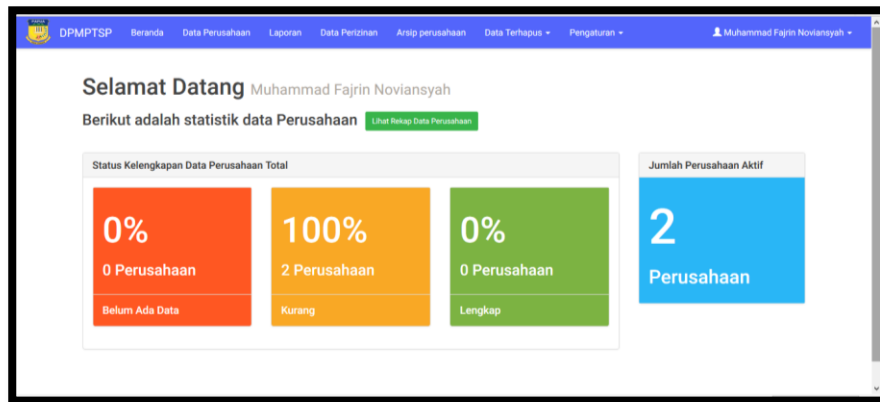 DPMPTSP Beranda Data Perusahaan Laporan Data Perizinan Arsip perusahaan Data Terhapus Pengaturan Muhammad Fajrin Noviansyah
Selamat Datang Muhammad Fajrin Noviansyah
Berikut adalah statistik data Perusahaan Lihat Rekap Data Perusahaan
Status Kelengkapan Data Perusahaan Total
0%
0 Perusahaan
Belum Ada Data
100%
2 Perusahaan
Kurang
0%
0 Perusahaan
Lengkap
Jumlah Perusahaan Aktif
2
Perusahaan